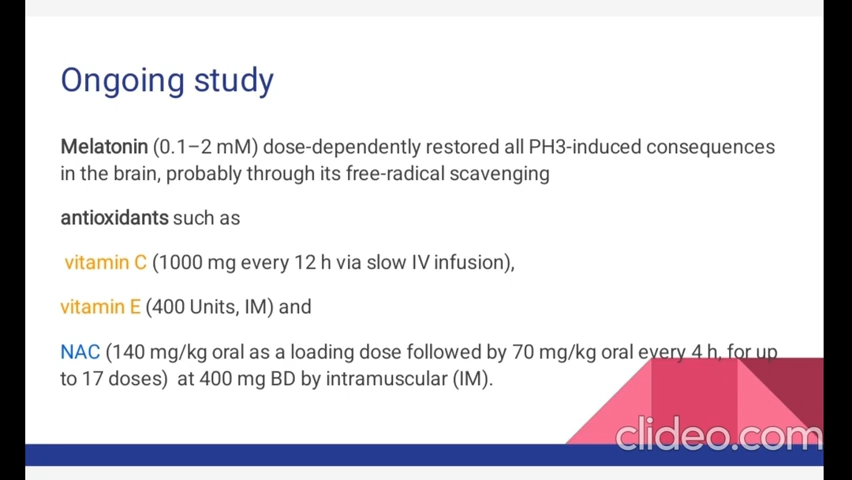 Ongoing study
Melatonin (0.1–2 mM) dose-dependently restored all PH3-induced consequences
in the brain, probably through its free-radical scavenging
antioxidants such as
vitamin C (1000 mg every 12 h via slow IV infusion),
vitamin E (400 Units, IM) and
NAC (140 mg/kg oral as a loading dose followed by 70 mg/kg oral every 4 h, for up
to 17 doses) at 400 mg BD by intramuscular (IM).
clideo.com